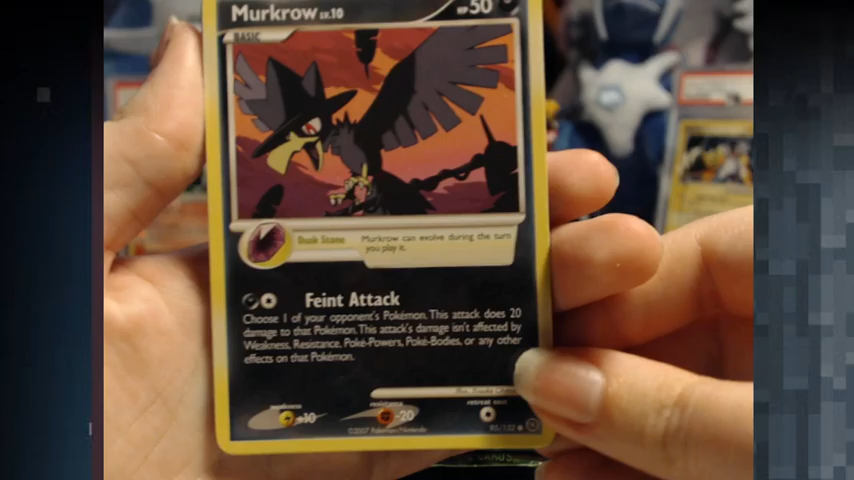 Murkrow LV.10
HP 50
BASIC
Dusk Stone
Murkrow can evolve during the turn
you play it.
Feint Attack
Choose 1 of your opponent's Pokémon. This attack does 20
damage to that Pokémon. This attack's damage isn't affected by
Weakness, Resistance, Poké-Powers, Poké-Bodies, or any other
effects on that Pokémon.
weakness
+10
resistance
-20
retreat cost
©2007 Pokémon/Nintendo
95/132